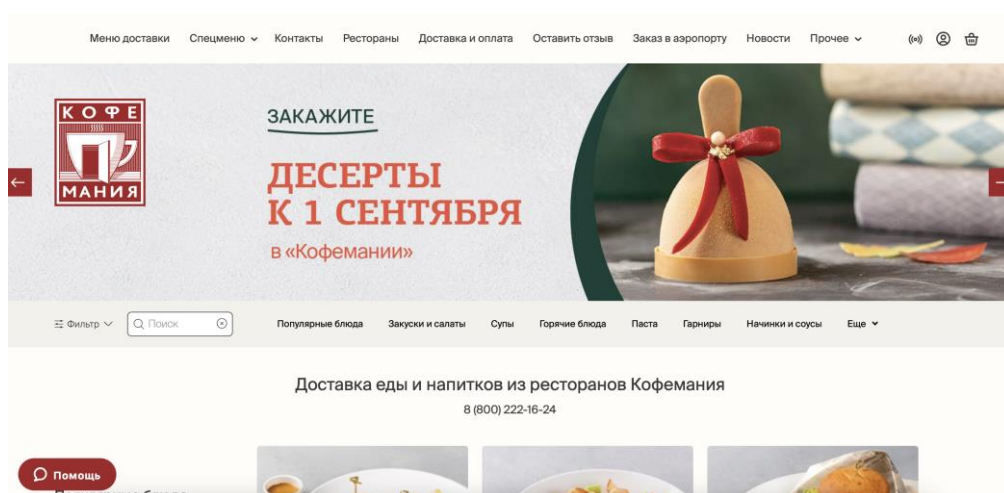 Меню доставки Спецменю Контакты Рестораны Доставка и оплата Оставить отзыв Заказ в аэропорту Новости Прочее
КОФЕ
МАНИЯ
ЗАКАЖИТЕ
ДЕСЕРТЫ
К 1 СЕНТЯБРЯ
в «Кофемании»
Фильтр Поиск Популярные блюда Закуски и салаты Супы Горячие блюда Паста Гарниры Начинки и соусы Еще
Доставка еды и напитков из ресторанов Кофемания
8 (800) 222-16-24
Помощь